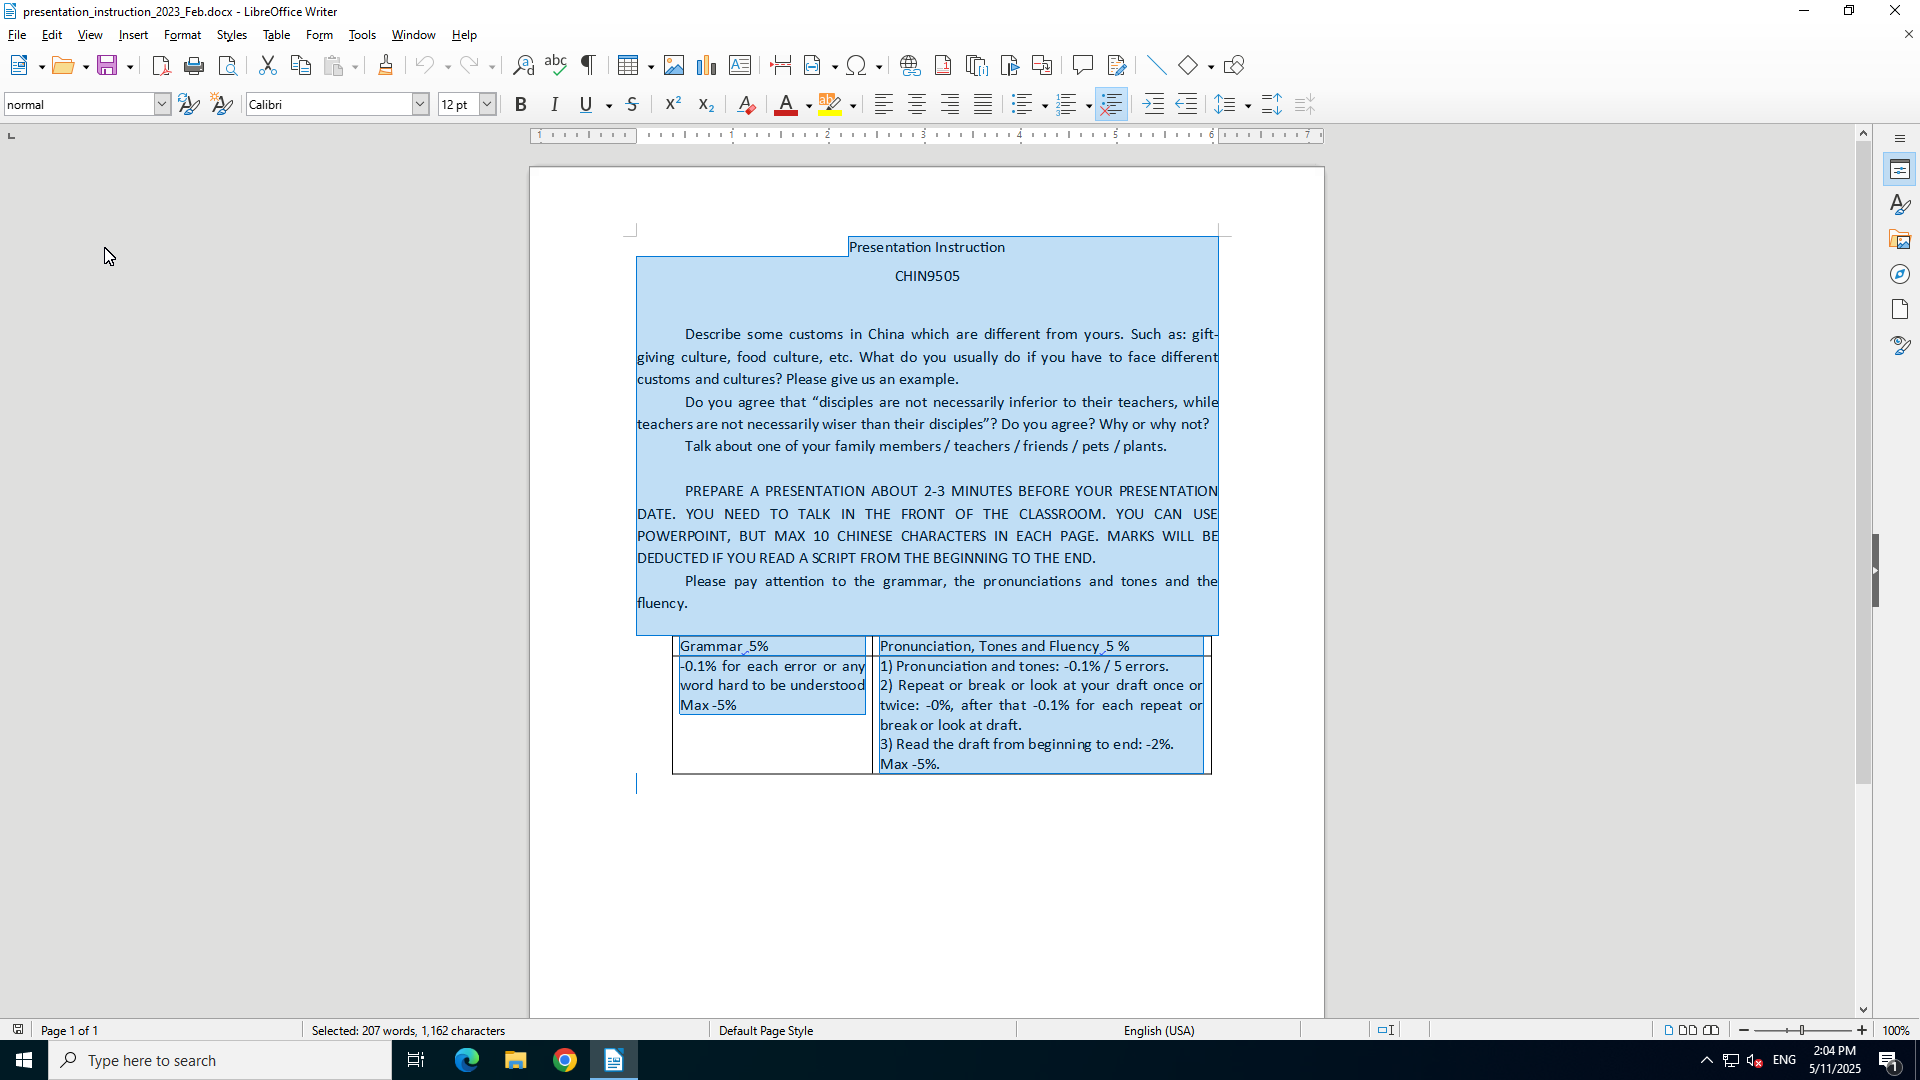 presentation_instruction_2023_Feb.docx - LibreOffice Writer
File Edit View Insert Format Styles Table Form Tools Window Help
normal Calibri 12 pt
1 1 2 3 4 5 6 7
Presentation Instruction
CHIN9505
Describe some customs in China which are different from yours. Such as: gift-
giving culture, food culture, etc. What do you usually do if you have to face different
customs and cultures? Please give us an example.
Do you agree that “disciples are not necessarily inferior to their teachers, while
teachers are not necessarily wiser than their disciples”? Do you agree? Why or why not?
Talk about one of your family members / teachers / friends / pets / plants.
PREPARE A PRESENTATION ABOUT 2-3 MINUTES BEFORE YOUR PRESENTATION
DATE. YOU NEED TO TALK IN THE FRONT OF THE CLASSROOM. YOU CAN USE
POWERPOINT, BUT MAX 10 CHINESE CHARACTERS IN EACH PAGE. MARKS WILL BE
DEDUCTED IF YOU READ A SCRIPT FROM THE BEGINNING TO THE END.
Please pay attention to the grammar, the pronunciations and tones and the
fluency.
Grammar 5%
-0.1% for each error or any
word hard to be understood
Max -5%
Pronunciation, Tones and Fluency 5 %
1) Pronunciation and tones: -0.1% / 5 errors.
2) Repeat or break or look at your draft once or
twice: -0%, after that -0.1% for each repeat or
break or look at draft.
3) Read the draft from beginning to end: -2%.
Max -5%.
Page 1 of 1 Selected: 207 words, 1,162 characters Default Page Style English (USA) 100%
Type here to search ENG 2:04 PM
5/11/2025 1